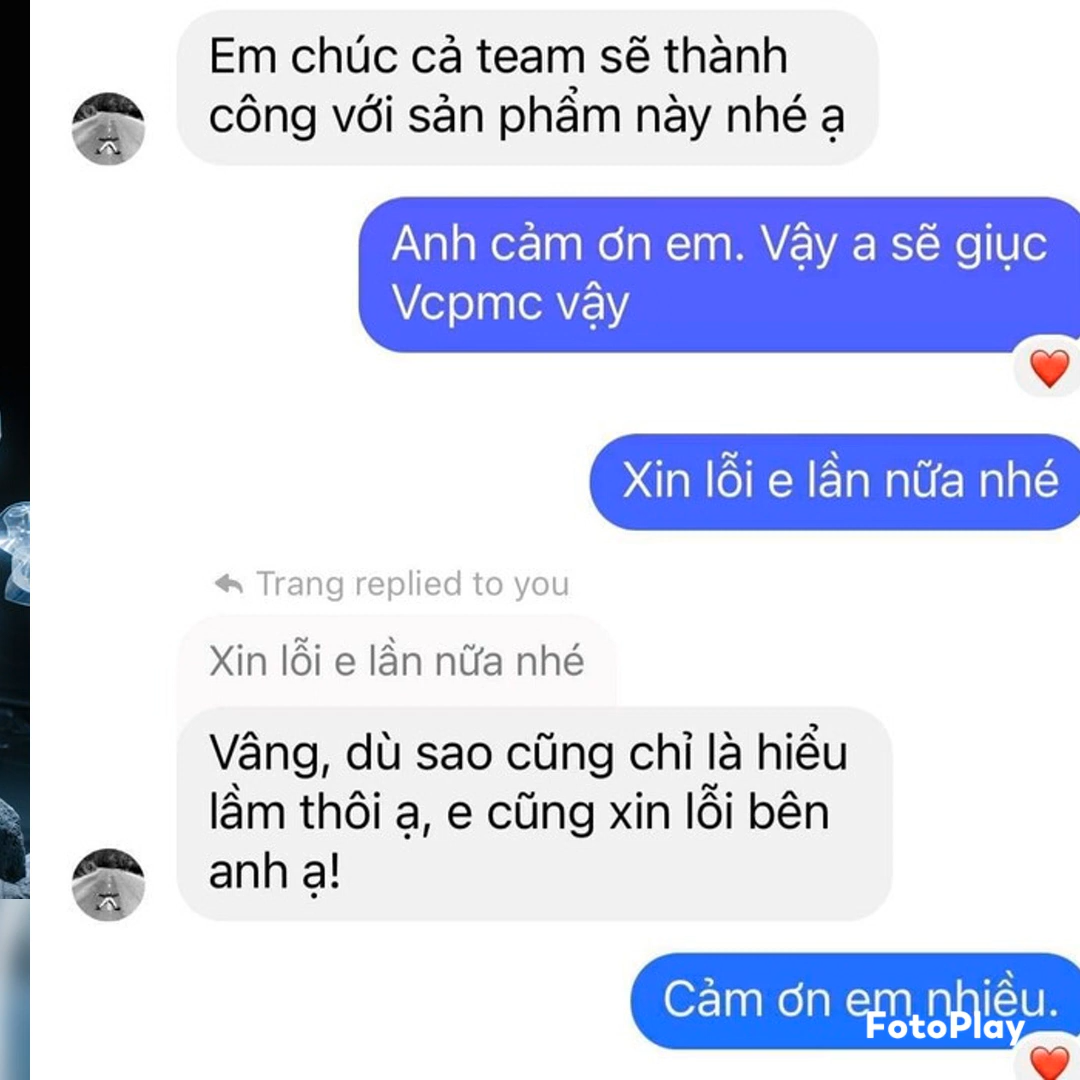 Em chúc cả team sẽ thành
công với sản phẩm này nhé ạ
Anh cảm ơn em. Vậy a sẽ giục
Vcpmc vậy
Xin lỗi e lần nữa nhé
Trang replied to you
Xin lỗi e lần nữa nhé
Vâng, dù sao cũng chỉ là hiểu
lầm thôi ạ, e cũng xin lỗi bên
anh ạ!
Cảm ơn em nhiều.
FotoPlay